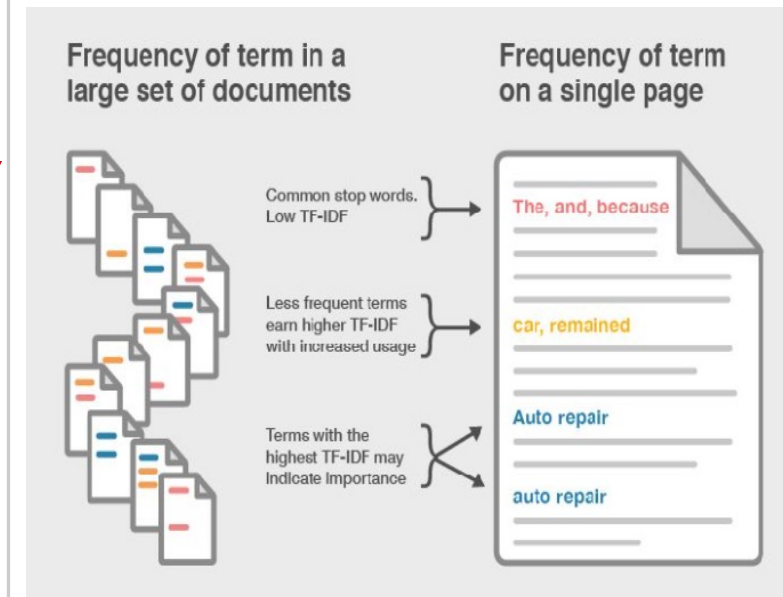 Frequency of term in a
large set of documents
Frequency of term
on a single page
Common stop words.
Low TF-IDF
The, and, because
Less frequent terms
earn higher TF-IDF
with increased usage
car, remained
Terms with the
highest TF-IDF may
Indicate Importance
Auto repair
auto repair